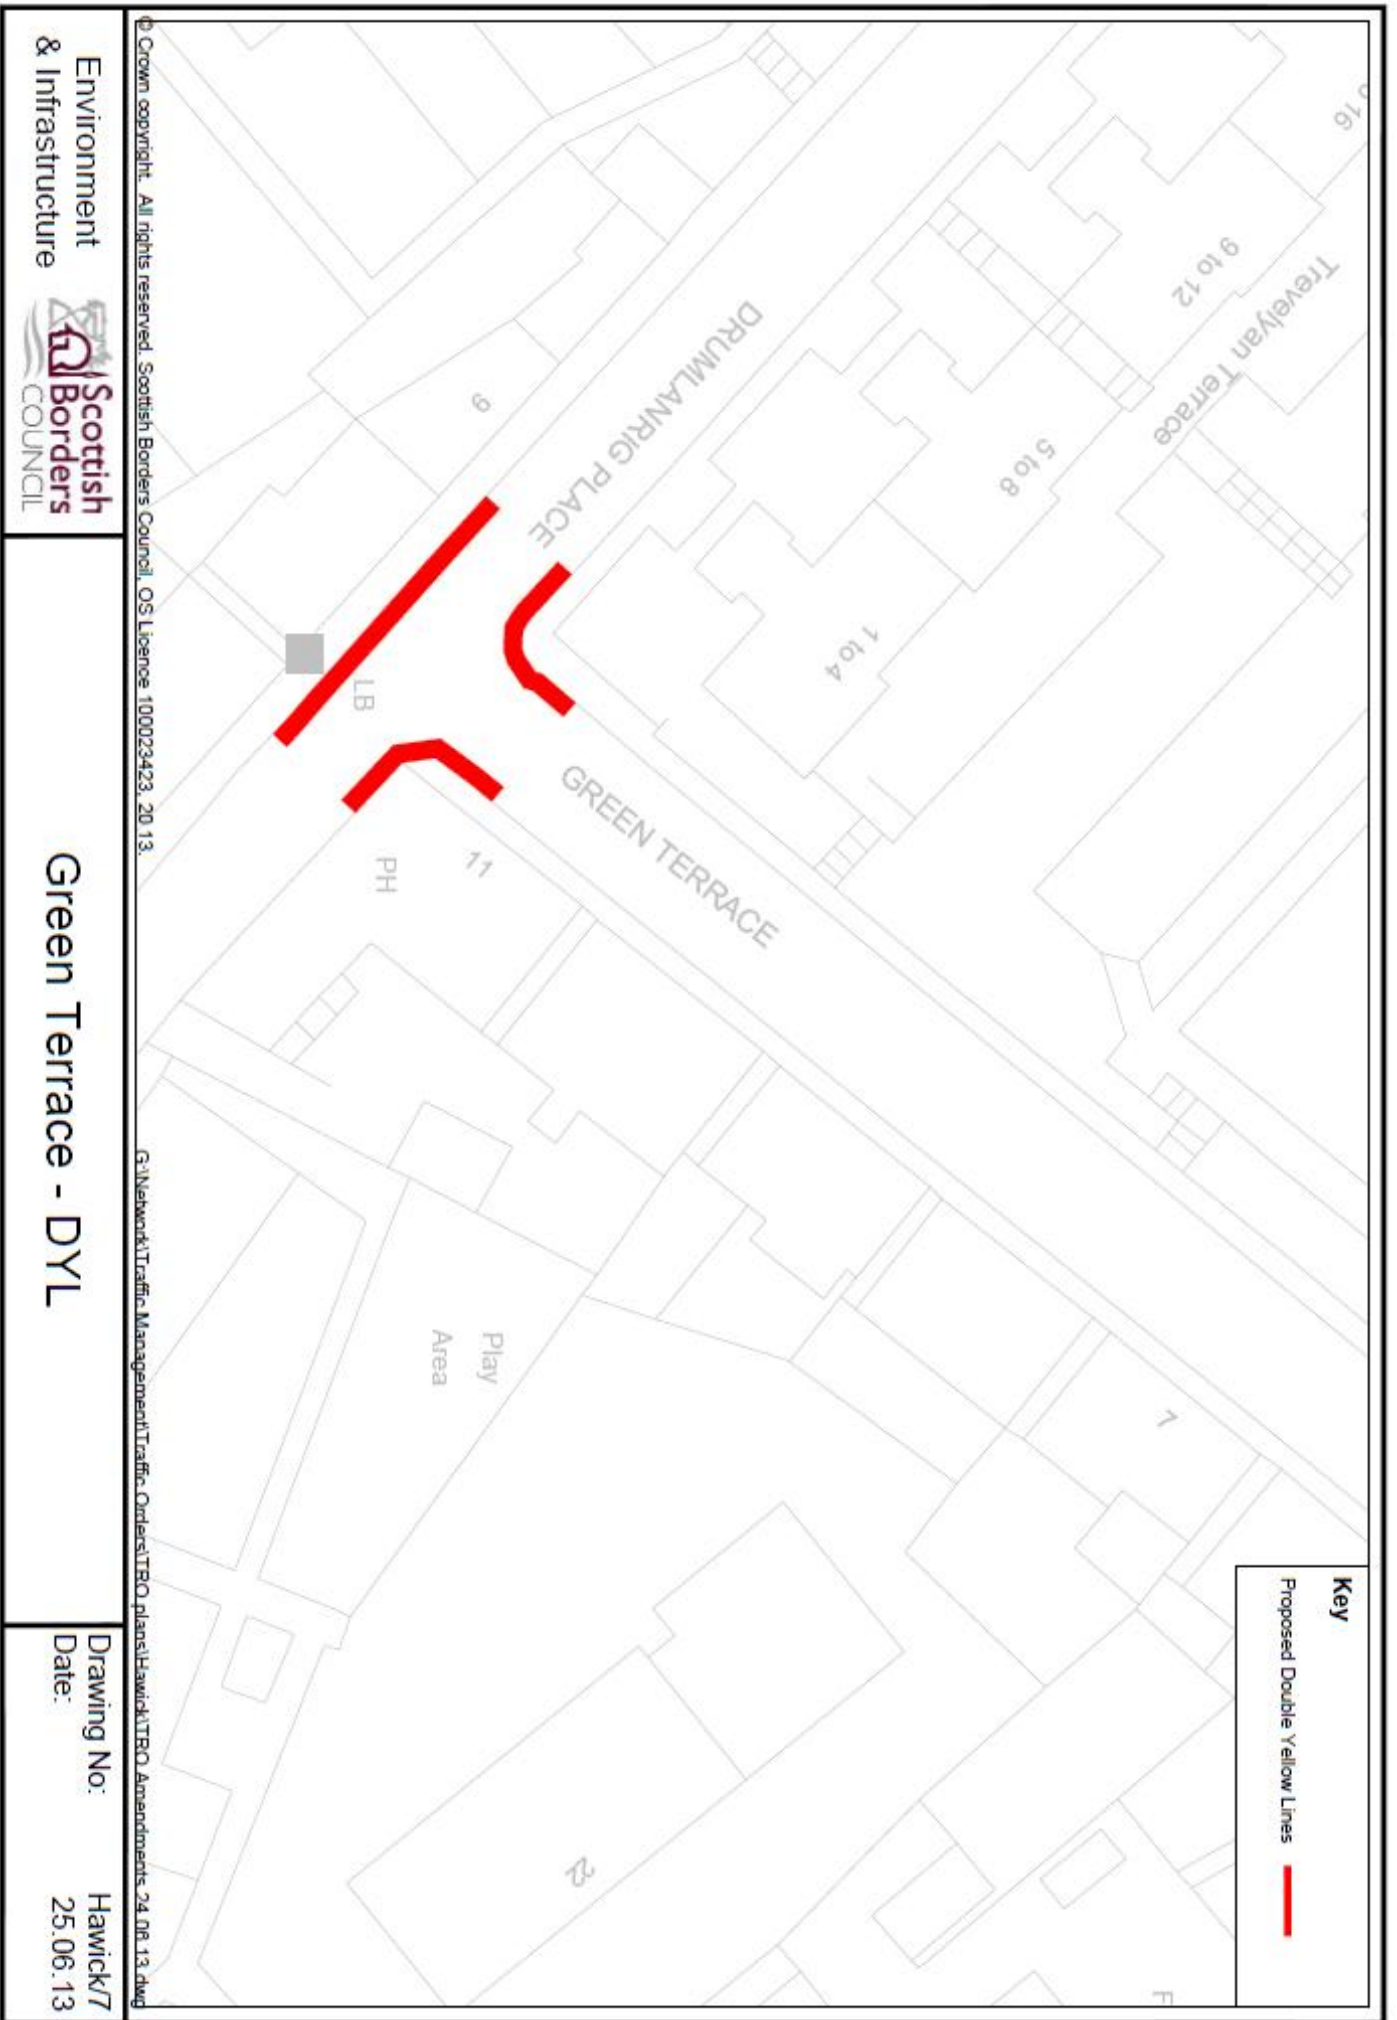 Key
Proposed Double Yellow Lines
16
9 to 12
Trevelyan Terrace
5 to 8
1 to 4
DRUMLANRIG PLACE
9
LB
GREEN TERRACE
11
PH
Play
Area
7
22
F
© Crown copyright. All rights reserved. Scottish Borders Council, OS Licence 100023423, 20 13.
G:\Network\Traffic Management\Traffic Orders\TRO plans\Hawick\TRO Amendments 24.06.13.dwg
Environment
& Infrastructure
Scottish
Borders
COUNCIL
Green Terrace - DYL
Drawing No: Hawick/7
Date: 25.06.13